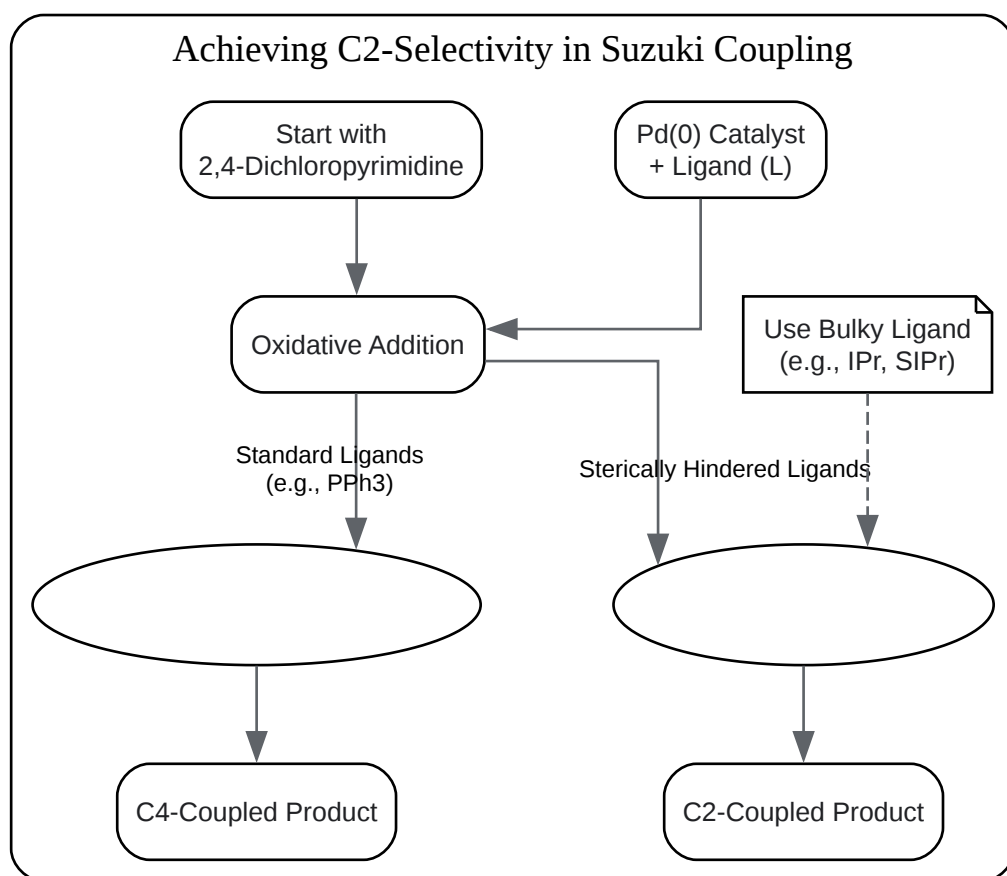 Achieving C2-Selectivity in Suzuki Coupling
Start with
2,4-Dichloropyrimidine
Pd(0) Catalyst
+ Ligand (L)
Oxidative Addition
Use Bulky Ligand
(e.g., IPr, SIPr)
Standard Ligands
(e.g., PPh3)
Sterically Hindered Ligands
C4-Coupled Product
C2-Coupled Product